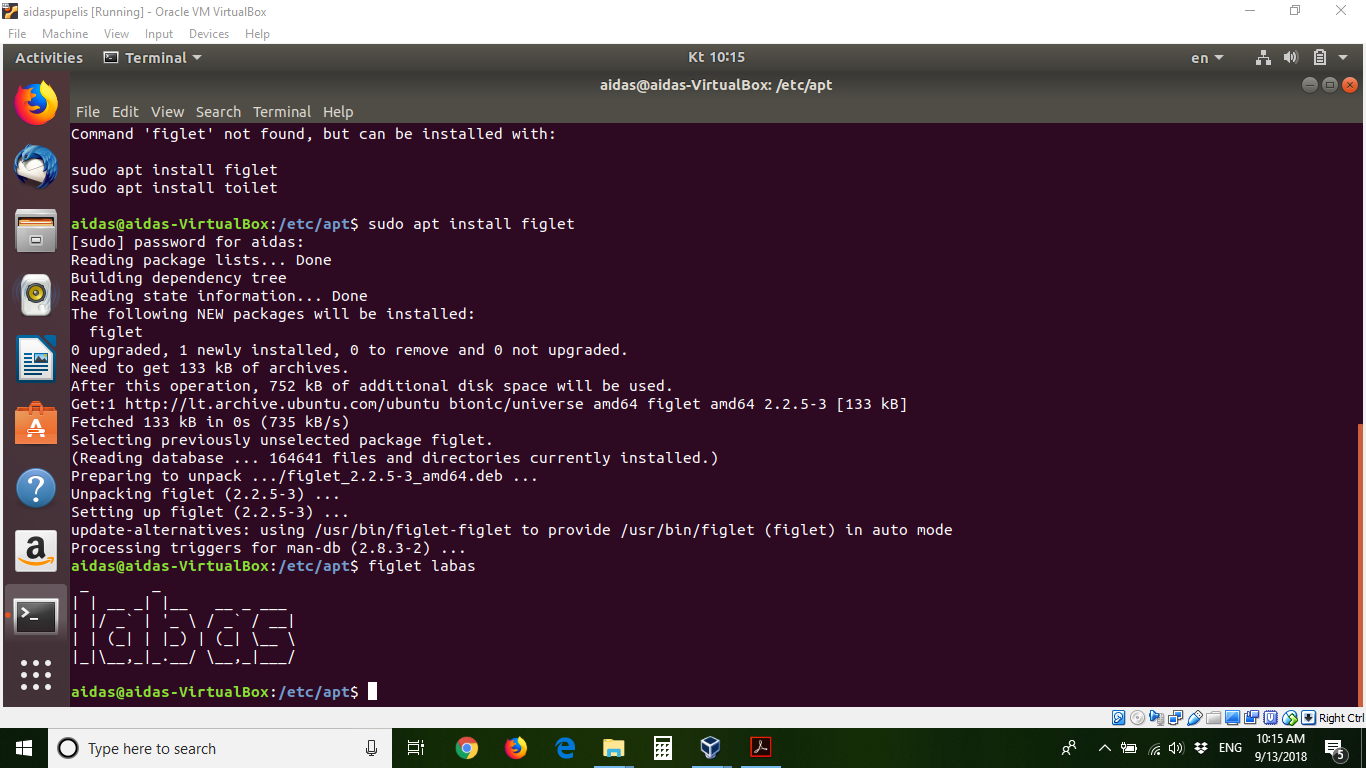 aidaspupelis [Running] - Oracle VM VirtualBox
File Machine View Input Devices Help
Activities Terminal Kt 10:15 en
aidas@aidas-VirtualBox: /etc/apt
File Edit View Search Terminal Help
Command 'figlet' not found, but can be installed with:
sudo apt install figlet
sudo apt install toilet
aidas@aidas-VirtualBox:/etc/apt$ sudo apt install figlet
[sudo] password for aidas:
Reading package lists... Done
Building dependency tree
Reading state information... Done
The following NEW packages will be installed:
figlet
0 upgraded, 1 newly installed, 0 to remove and 0 not upgraded.
Need to get 133 kB of archives.
After this operation, 752 kB of additional disk space will be used.
Get:1 http://lt.archive.ubuntu.com/ubuntu bionic/universe amd64 figlet amd64 2.2.5-3 [133 kB]
Fetched 133 kB in 0s (735 kB/s)
Selecting previously unselected package figlet.
(Reading database ... 164641 files and directories currently installed.)
Preparing to unpack .../figlet_2.2.5-3_amd64.deb ...
Unpacking figlet (2.2.5-3) ...
Setting up figlet (2.2.5-3) ...
update-alternatives: using /usr/bin/figlet-figlet to provide /usr/bin/figlet (figlet) in auto mode
Processing triggers for man-db (2.8.3-2) ...
aidas@aidas-VirtualBox:/etc/apt$ figlet labas
labas
aidas@aidas-VirtualBox:/etc/apt$
Right Ctrl
Type here to search
ENG
10:15 AM
9/13/2018
5